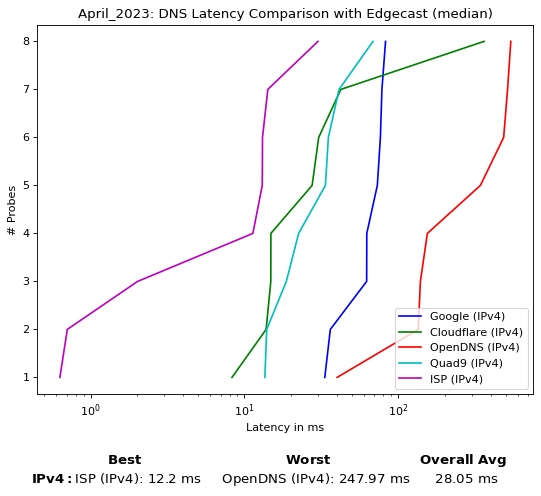 April_2023: DNS Latency Comparison with Edgecast (median)
# Probes
8
7
6
5
4
3
2
1
Google (IPv4)
Cloudflare (IPv4)
OpenDNS (IPv4)
Quad9 (IPv4)
ISP (IPv4)
10⁰ 10¹ 10²
Latency in ms
Best Worst Overall Avg
IPv4: ISP (IPv4): 12.2 ms OpenDNS (IPv4): 247.97 ms 28.05 ms